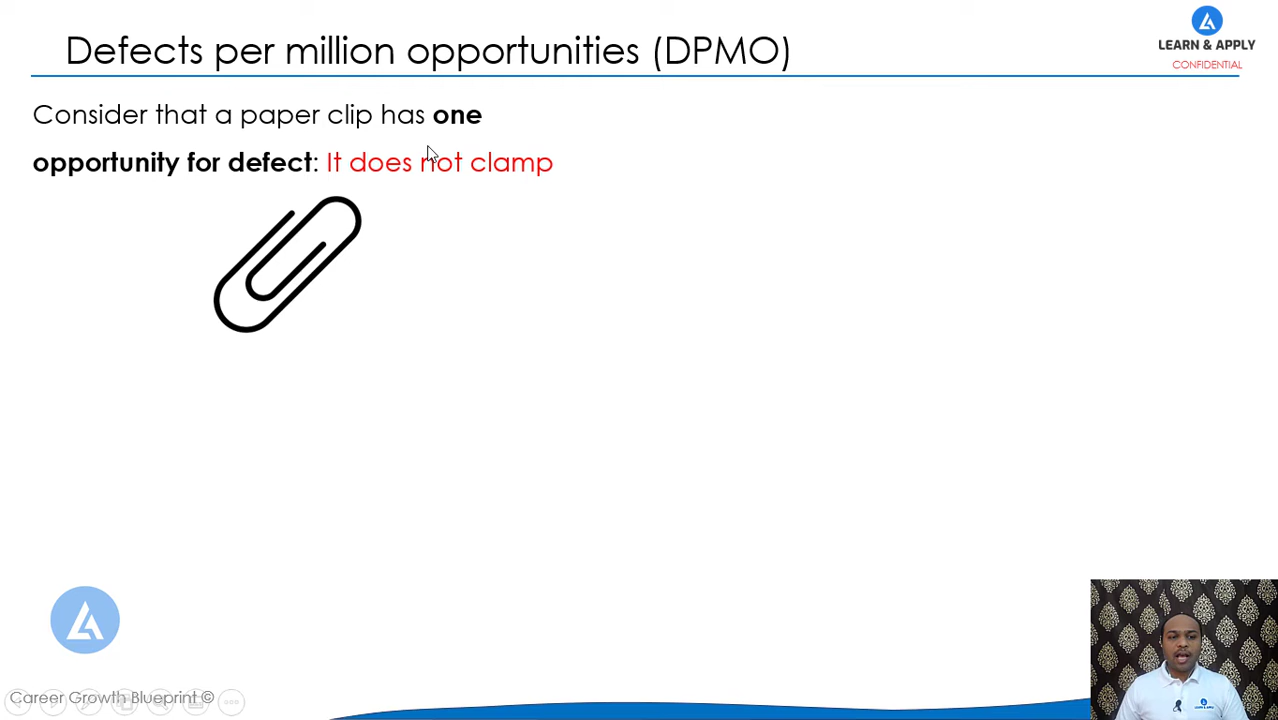 Defects per million opportunities (DPMO)
LEARN & APPLY
CONFIDENTIAL
Consider that a paper clip has one
opportunity for defect: It does not clamp
Career Growth Blueprint ©